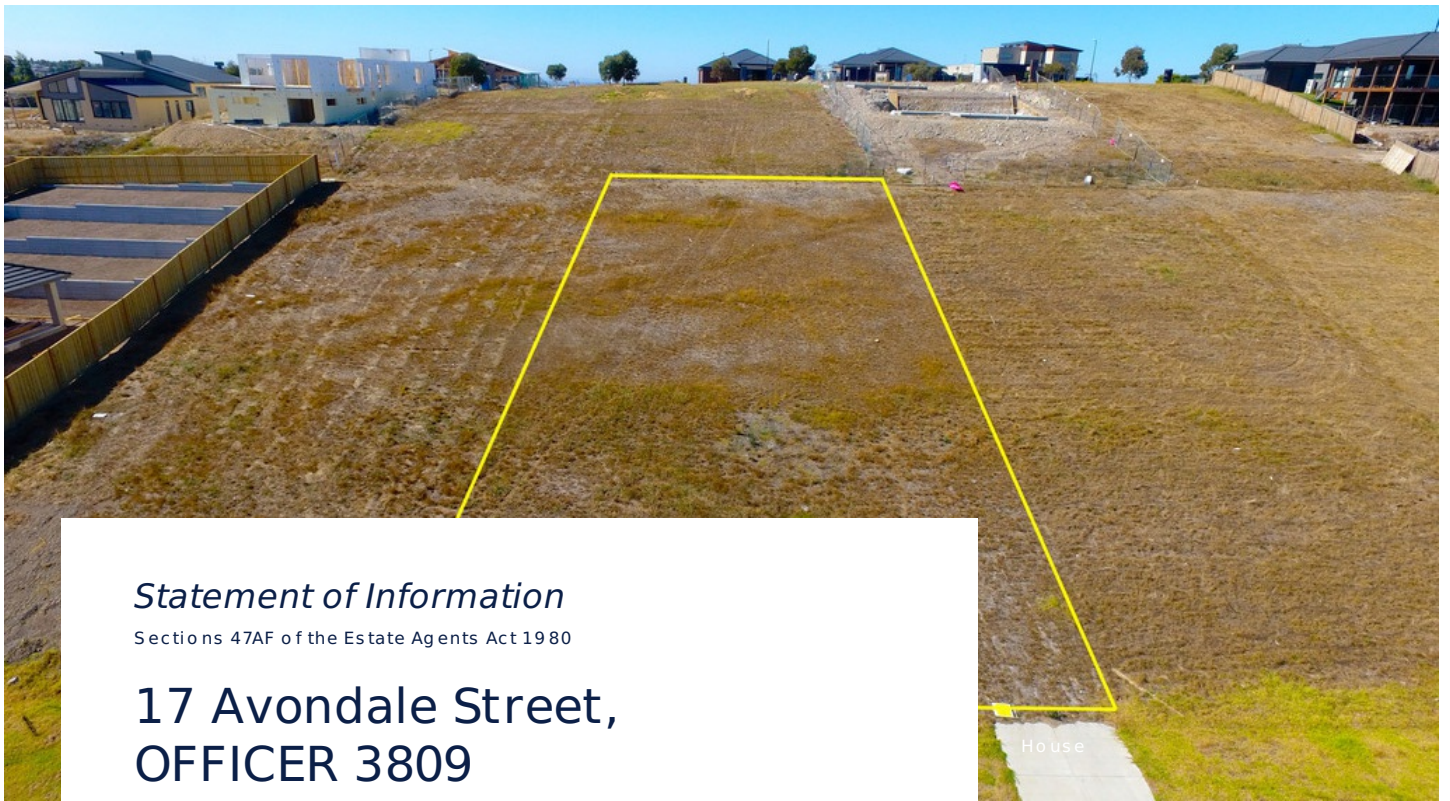 Statement of Information
Sections 47AF of the Estate Agents Act 1980
17 Avondale Street,
OFFICER 3809
House